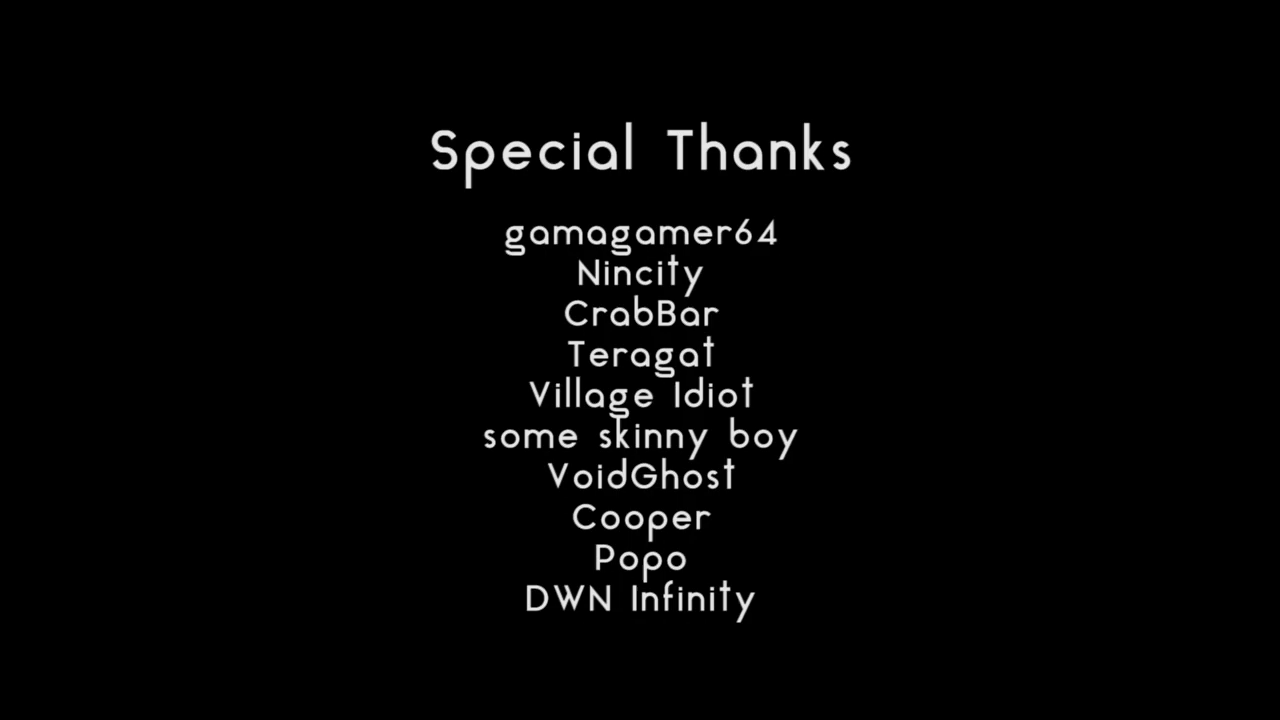 Special Thanks
gamagamer64
Nincity
CrabBar
Teragat
Village Idiot
some skinny boy
VoidGhost
Cooper
Popo
DWN Infinity